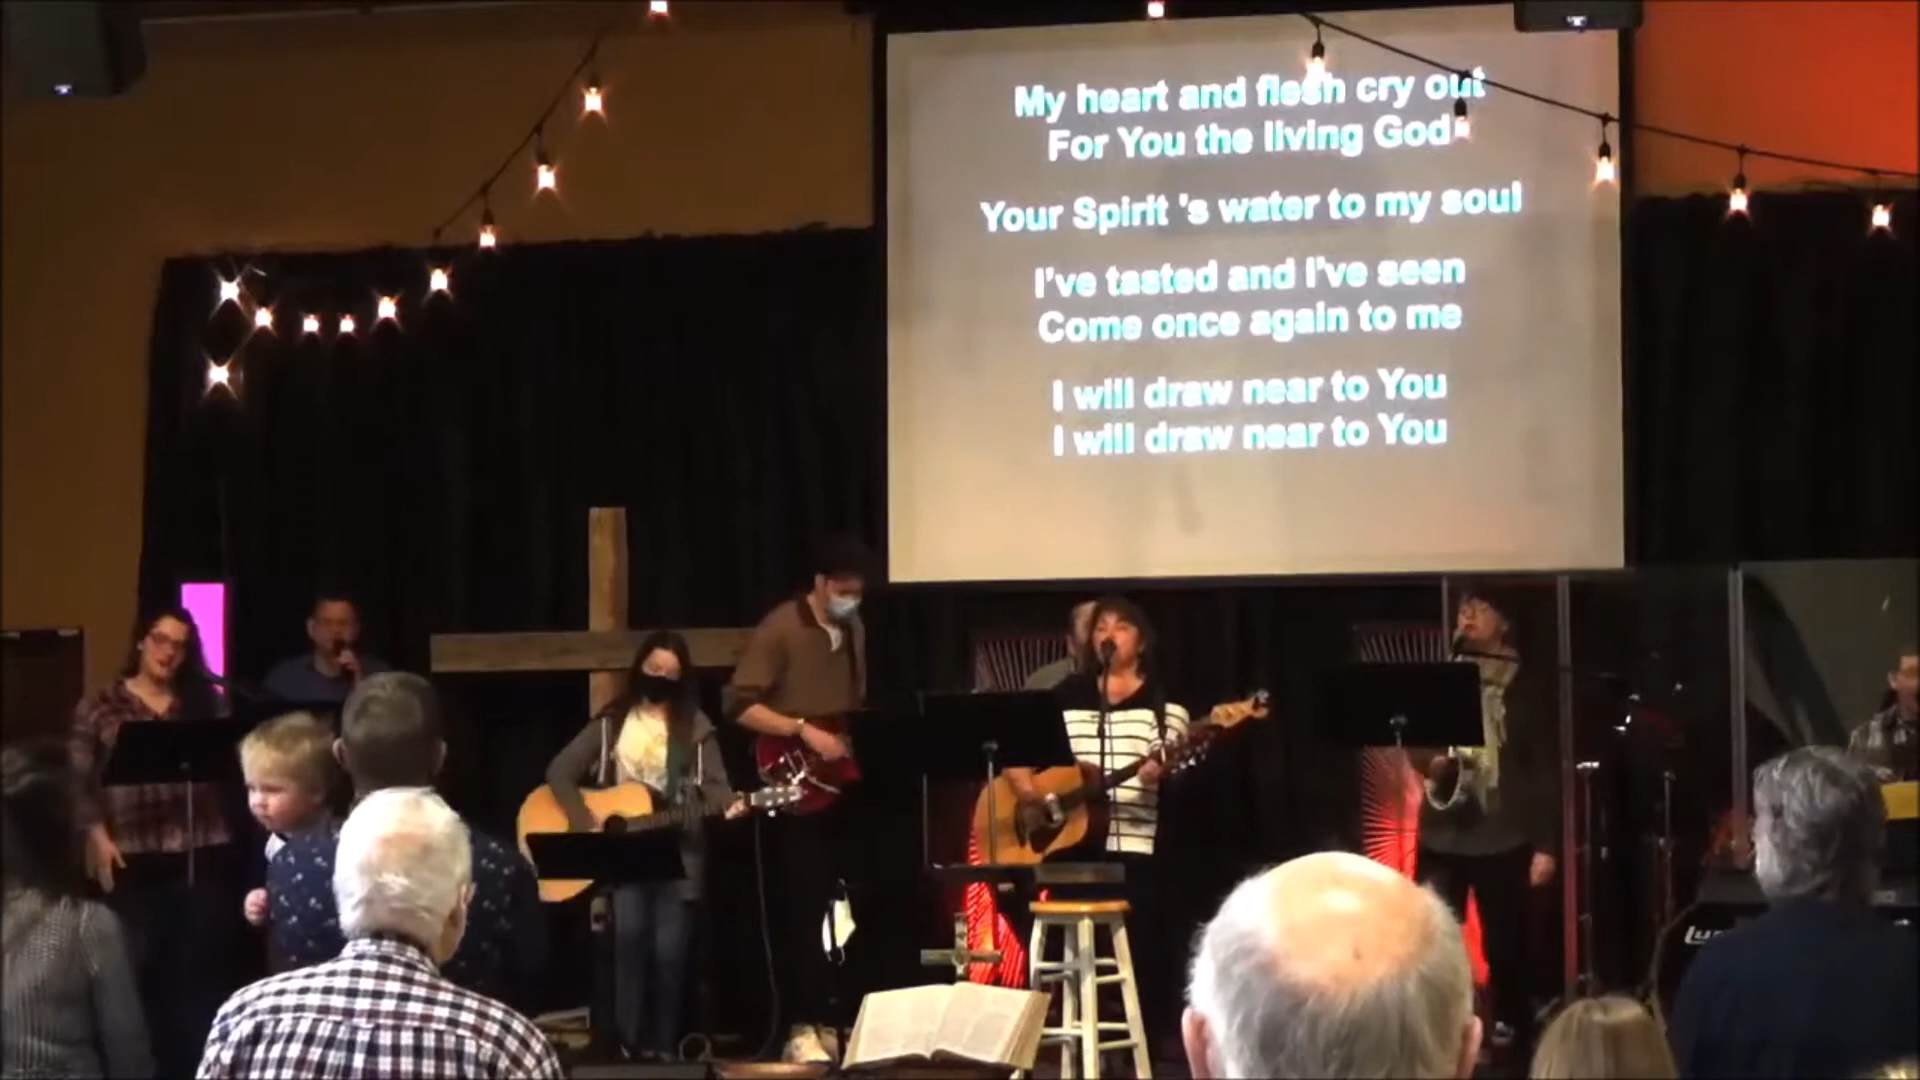 My heart and flesh cry out
For You the living God
Your Spirit 's water to my soul
I've tasted and I've seen
Come once again to me
I will draw near to You
I will draw near to You